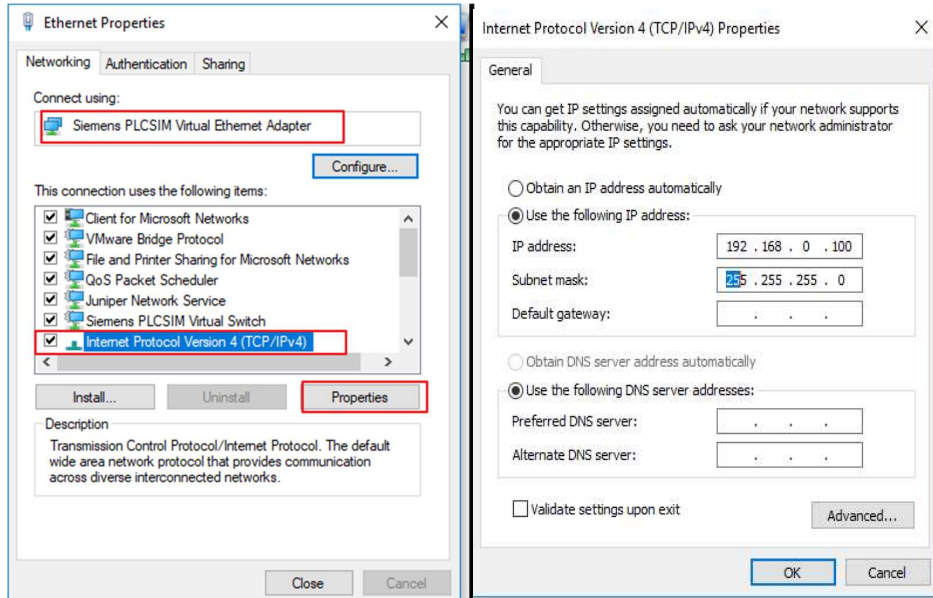 Ethernet Properties
Networking Authentication Sharing
Connect using:
Siemens PLCSIM Virtual Ethernet Adapter
Configure...
This connection uses the following items:
Client for Microsoft Networks
VMware Bridge Protocol
File and Printer Sharing for Microsoft Networks
QoS Packet Scheduler
Juniper Network Service
Siemens PLCSIM Virtual Switch
Internet Protocol Version 4 (TCP/IPv4)
Install... Uninstall Properties
Description
Transmission Control Protocol/Internet Protocol. The default
wide area network protocol that provides communication
across diverse interconnected networks.
Close Cancel
Internet Protocol Version 4 (TCP/IPv4) Properties
General
You can get IP settings assigned automatically if your network supports
this capability. Otherwise, you need to ask your network administrator
for the appropriate IP settings.
Obtain an IP address automatically
Use the following IP address:
IP address: 192 . 168 . 0 . 100
Subnet mask: 255 . 255 . 255 . 0
Default gateway: . . .
Obtain DNS server address automatically
Use the following DNS server addresses:
Preferred DNS server: . . .
Alternate DNS server: . . .
Validate settings upon exit
Advanced...
OK Cancel